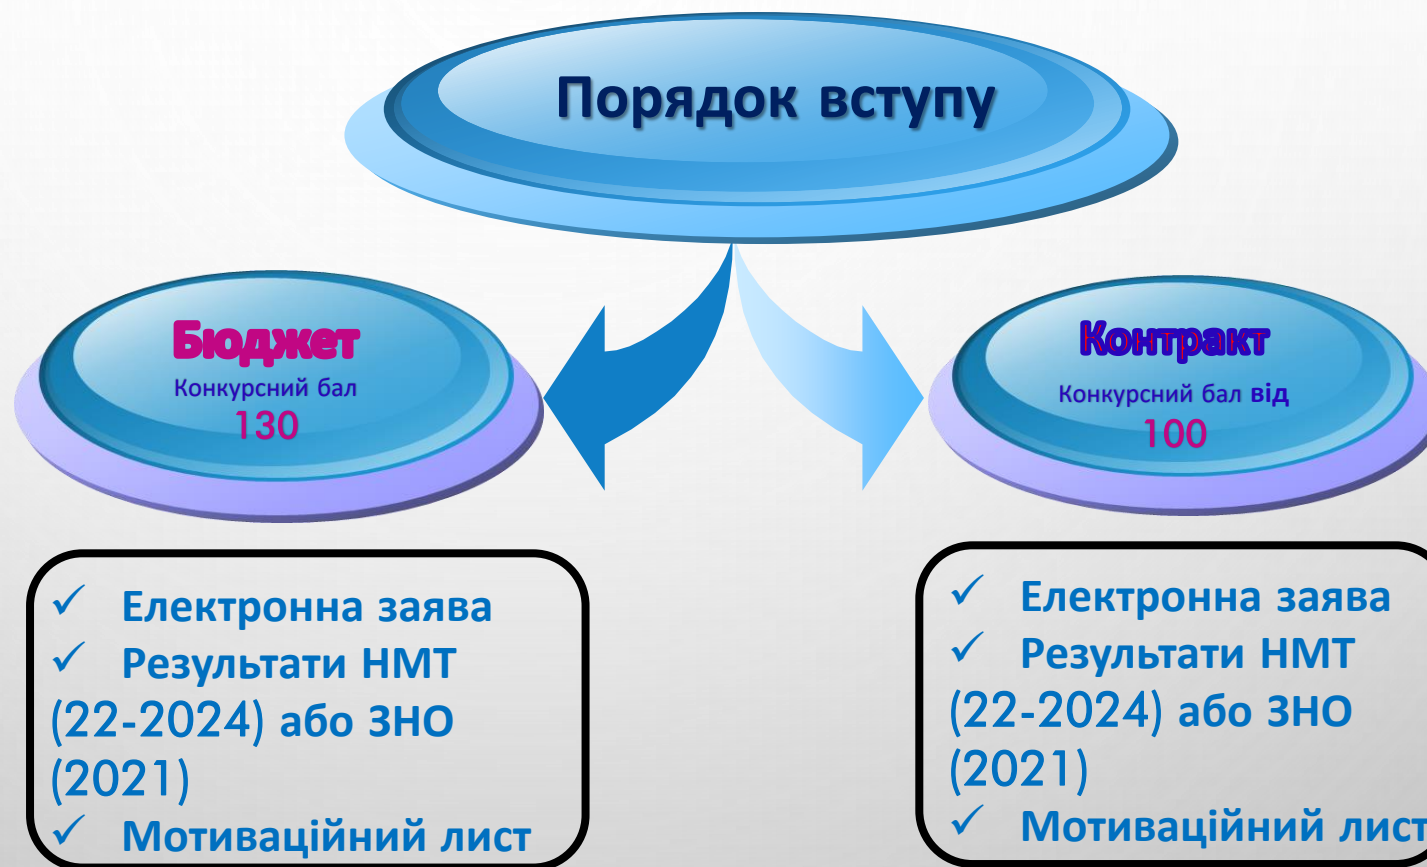 Порядок вступу
Бюджет
Конкурсний бал
130
Контракт
Конкурсний бал від
100
✓ Електронна заява
✓ Результати НМТ
(22-2024) або ЗНО
(2021)
✓ Мотиваційний лист
✓ Електронна заява
✓ Результати НМТ
(22-2024) або ЗНО
(2021)
✓ Мотиваційний лист